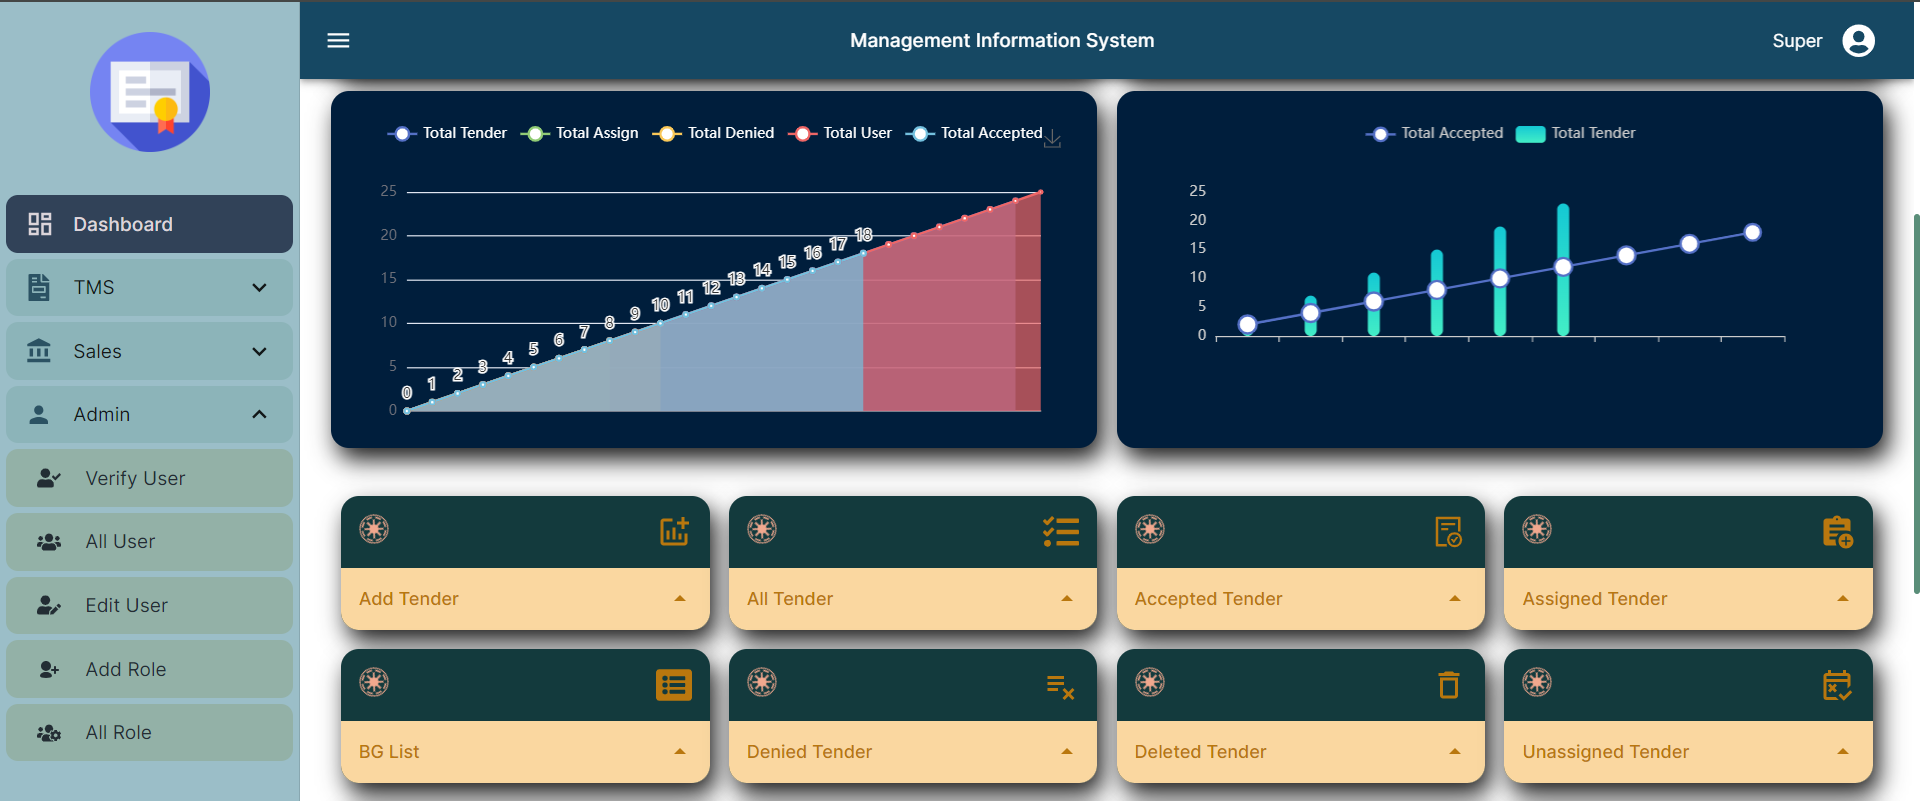 Management Information System
Super
Dashboard
TMS
Sales
Admin
Verify User
All User
Edit User
Add Role
All Role
Total Tender Total Assign Total Denied Total User Total Accepted
25
20
15
10
5
0
0 1 2 3 4 5 6 7 8 9 10 11 12 13 14 15 16 17 18
Total Accepted Total Tender
25
20
15
10
5
0
Add Tender
All Tender
Accepted Tender
Assigned Tender
BG List
Denied Tender
Deleted Tender
Unassigned Tender